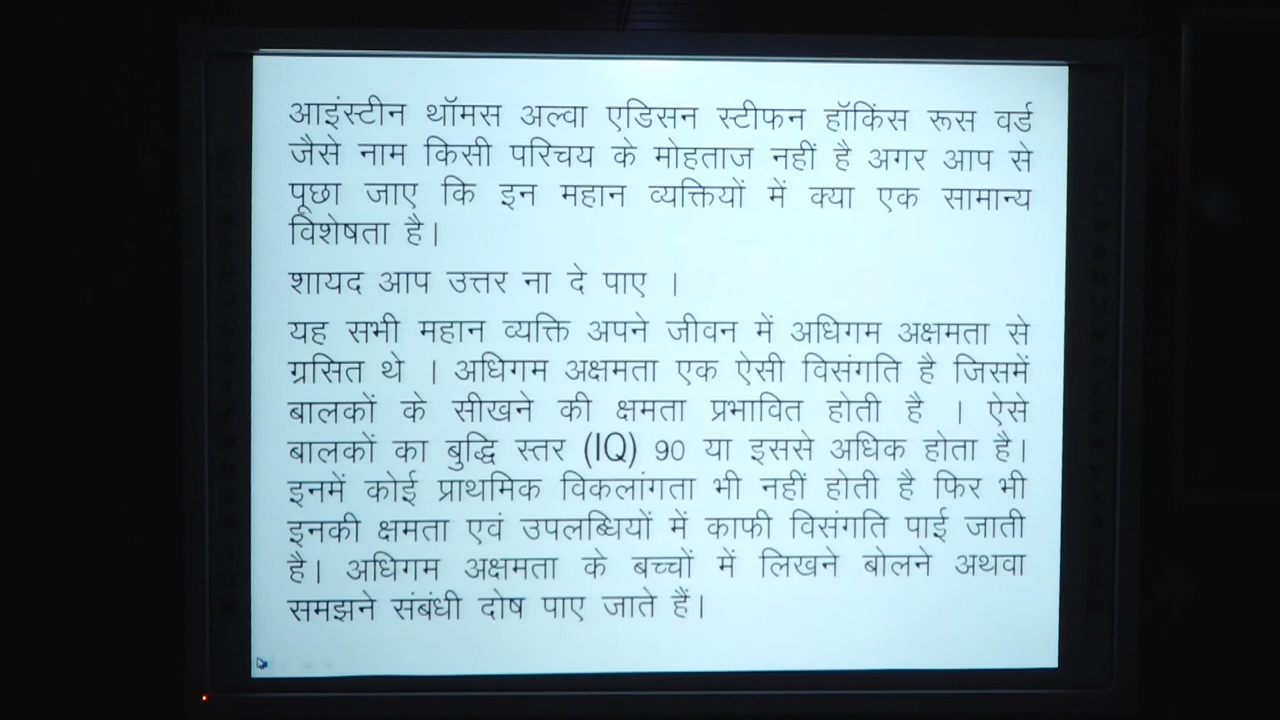 आइंस्टीन थॉमस अल्वा एडिसन स्टीफन हॉकिंस रूस वर्ड
जैसे नाम किसी परिचय के मोहताज नहीं है अगर आप से
पूछा जाए कि इन महान व्यक्तियों में क्या एक सामान्य
विशेषता है।
शायद आप उत्तर ना दे पाए ।
यह सभी महान व्यक्ति अपने जीवन में अधिगम अक्षमता से
ग्रसित थे । अधिगम अक्षमता एक ऐसी विसंगति है जिसमें
बालकों के सीखने की क्षमता प्रभावित होती है । ऐसे
बालकों का बुद्धि स्तर (IQ) 90 या इससे अधिक होता है।
इनमें कोई प्राथमिक विकलांगता भी नहीं होती है फिर भी
इनकी क्षमता एवं उपलब्धियों में काफी विसंगति पाई जाती
है। अधिगम अक्षमता के बच्चों में लिखने बोलने अथवा
समझने संबंधी दोष पाए जाते हैं।